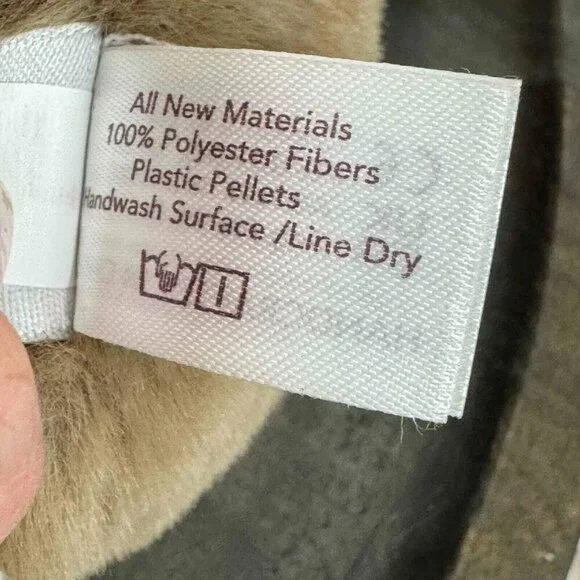 All New Materials
100% Polyester Fibers
Plastic Pellets
Handwash Surface /Line Dry